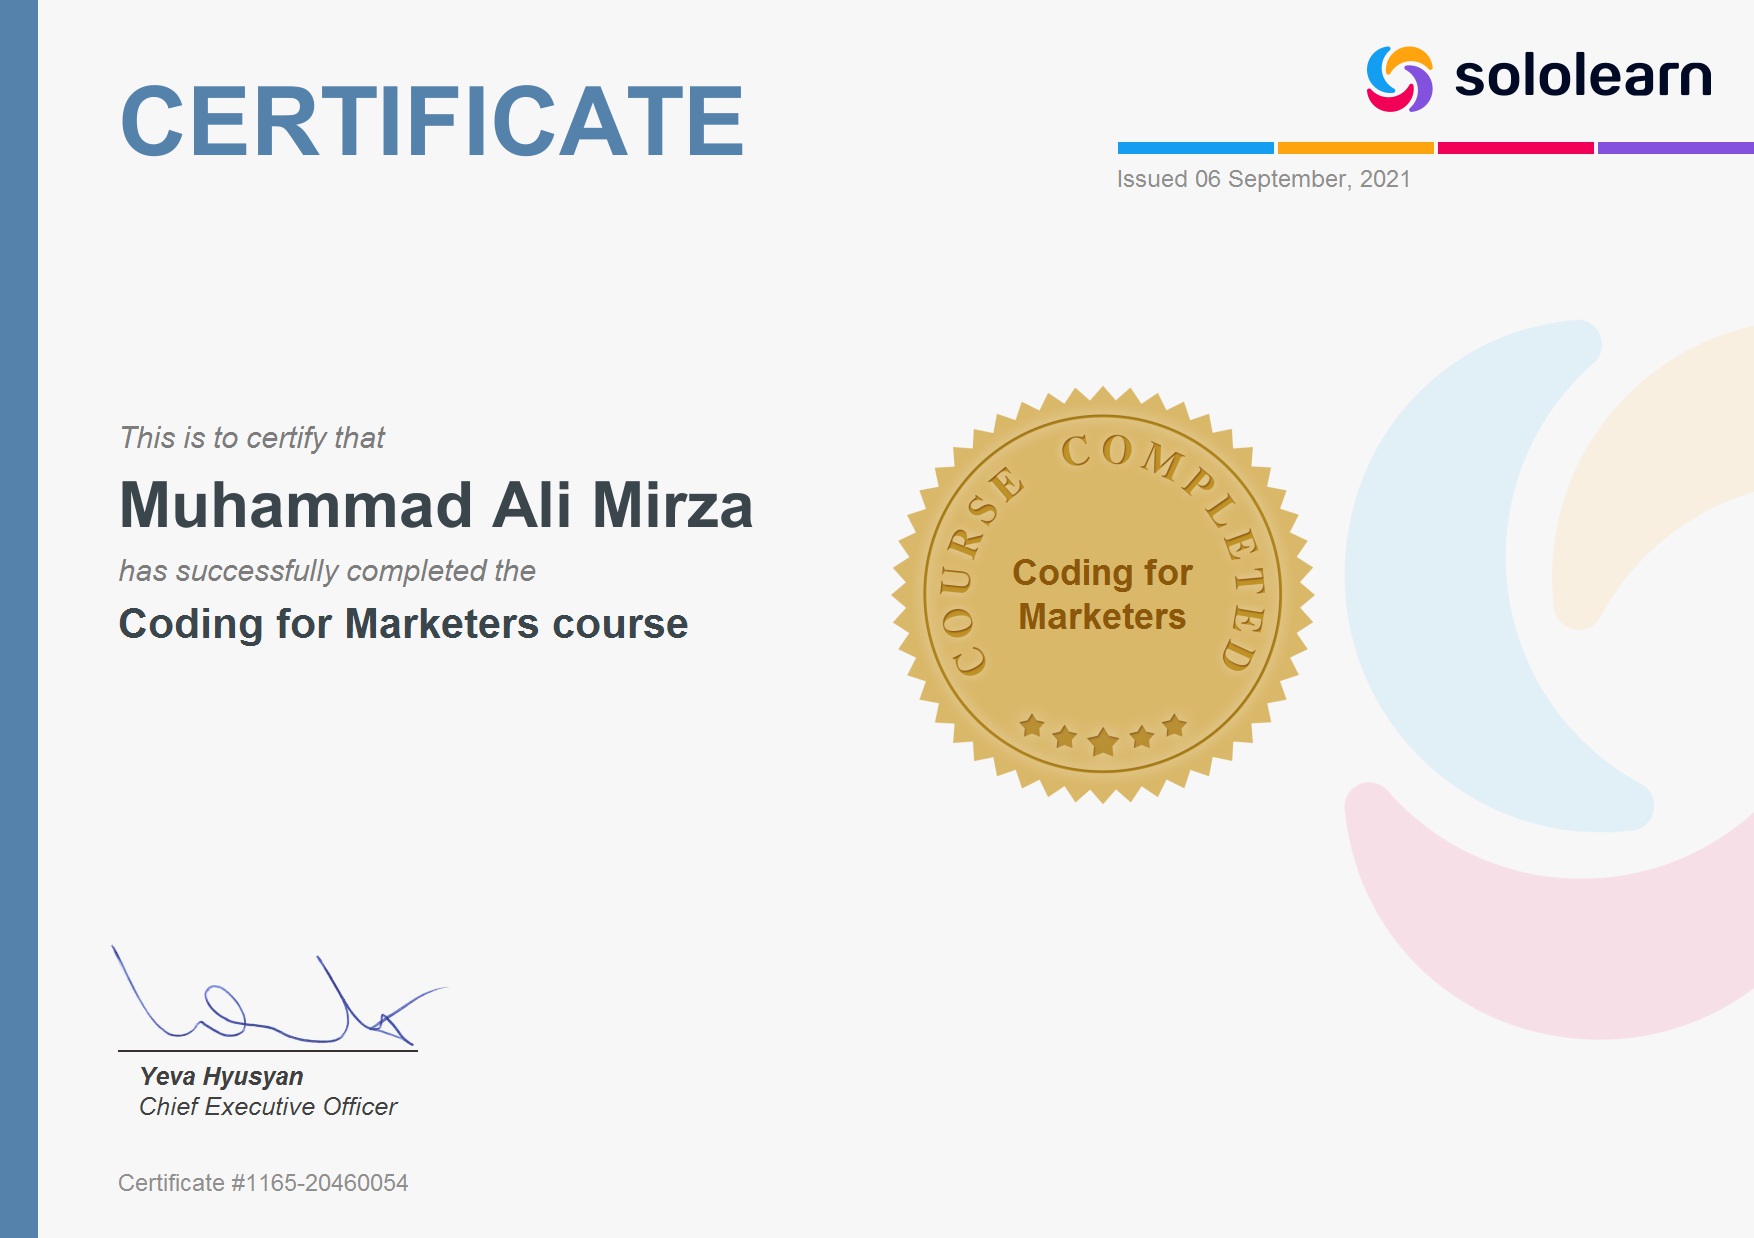 CERTIFICATE
sololearn
Issued 06 September, 2021
This is to certify that
Muhammad Ali Mirza
has successfully completed the
Coding for Marketers course
COURSE COMPLETED
Coding for
Marketers
Yeva Hyusyan
Chief Executive Officer
Certificate #1165-20460054